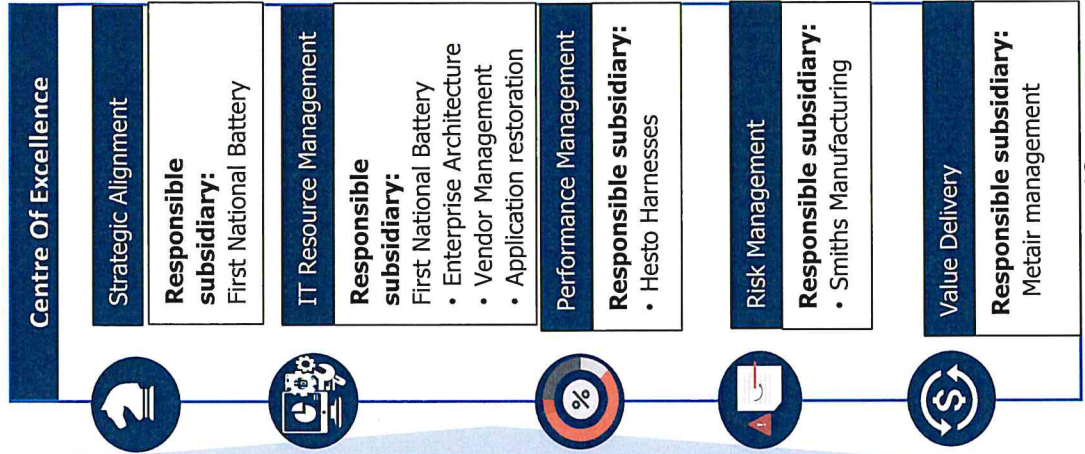 Centre Of Excellence
Strategic Alignment
Responsible
subsidiary:
First National Battery
IT Resource Management
Responsible
subsidiary:
First National Battery
• Enterprise Architecture
• Vendor Management
• Application restoration
Performance Management
%
Responsible subsidiary:
• Hesto Harnesses
Risk Management
Responsible subsidiary:
• Smiths Manufacturing
Value Delivery
$
Responsible subsidiary:
Metair management